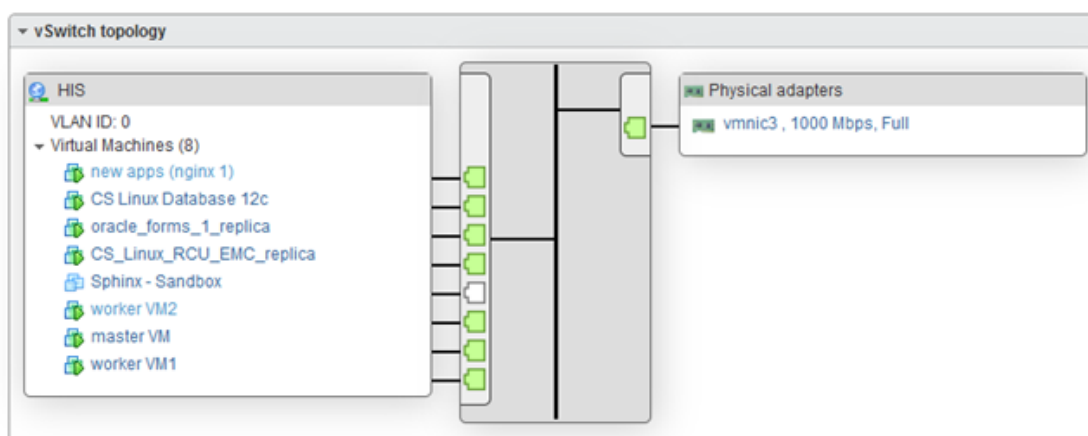 vSwitch topology
HIS
VLAN ID: 0
Virtual Machines (8)
new apps (nginx 1)
CS Linux Database 12c
oracle_forms_1_replica
CS_Linux_RCU_EMC_replica
Sphinx - Sandbox
worker VM2
master VM
worker VM1
Physical adapters
vmnic3 , 1000 Mbps, Full